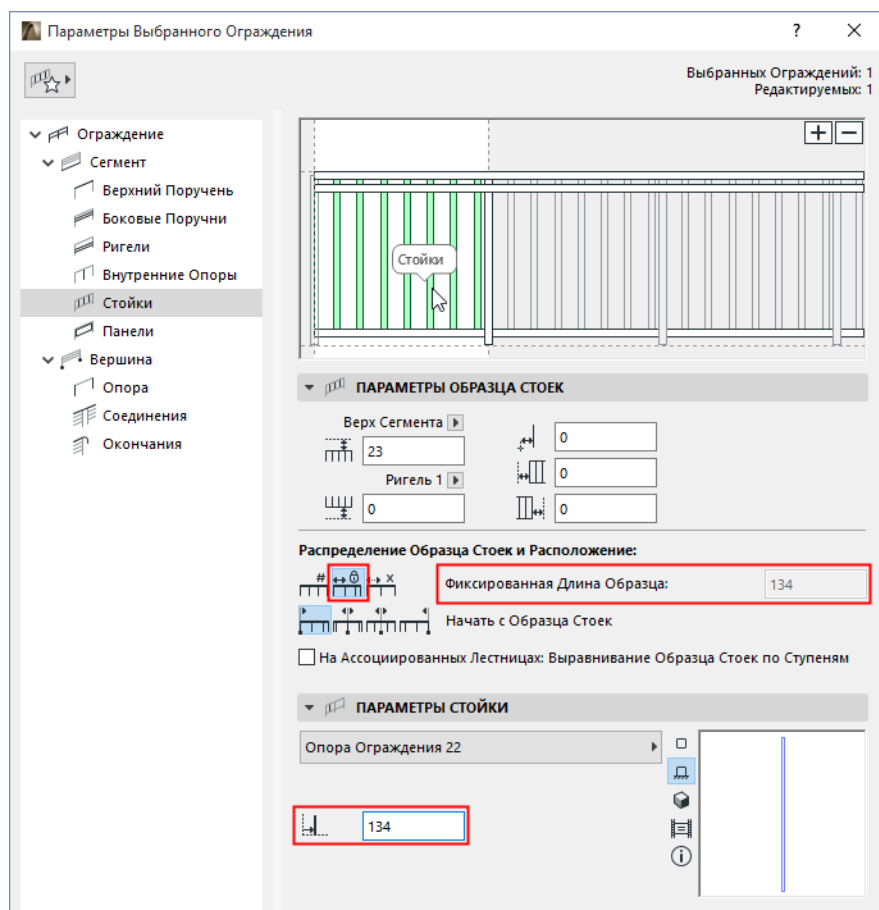 Параметры Выбранного Ограждения
?
Выбранных Ограждений: 1
Редактируемых: 1
Ограждение
Сегмент
Верхний Поручень
Боковые Поручни
Ригели
Внутренние Опоры
Стойки
Панели
Вершина
Опора
Соединения
Окончания
Стойки
ПАРАМЕТРЫ ОБРАЗЦА СТОЕК
Верх Сегмента
23
0
Ригель 1
0
0
0
Распределение Образца Стоек и Расположение:
# x
Фиксированная Длина Образца: 134
Начать с Образца Стоек
На Ассоциированных Лестницах: Выравнивание Образца Стоек по Ступеням
ПАРАМЕТРЫ СТОЙКИ
Опора Ограждения 22
134